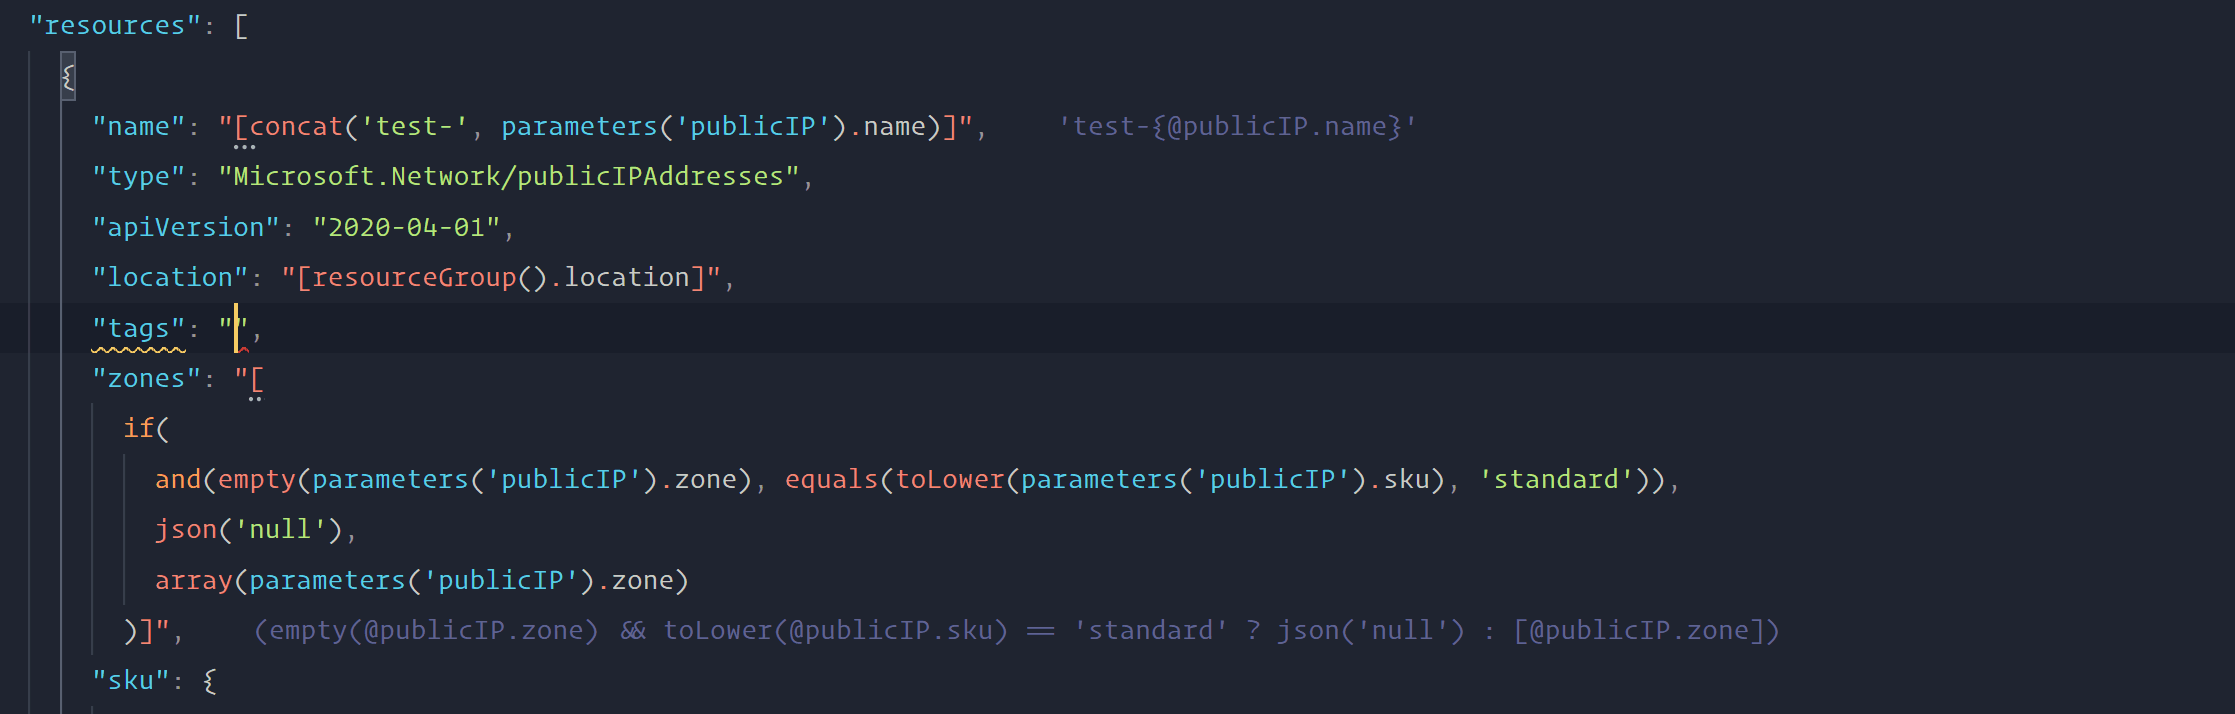 "resources": [
{
"name": "[concat('test-', parameters('publicIP').name)]", 'test-{@publicIP.name}'
"type": "Microsoft.Network/publicIPAddresses",
"apiVersion": "2020-04-01",
"location": "[resourceGroup().location]",
"tags": "",
"zones": "[
if(
and(empty(parameters('publicIP').zone), equals(toLower(parameters('publicIP').sku), 'standard')),
json('null'),
array(parameters('publicIP').zone)
)]", (empty(@publicIP.zone) && toLower(@publicIP.sku) == 'standard' ? json('null') : [@publicIP.zone])
"sku": {